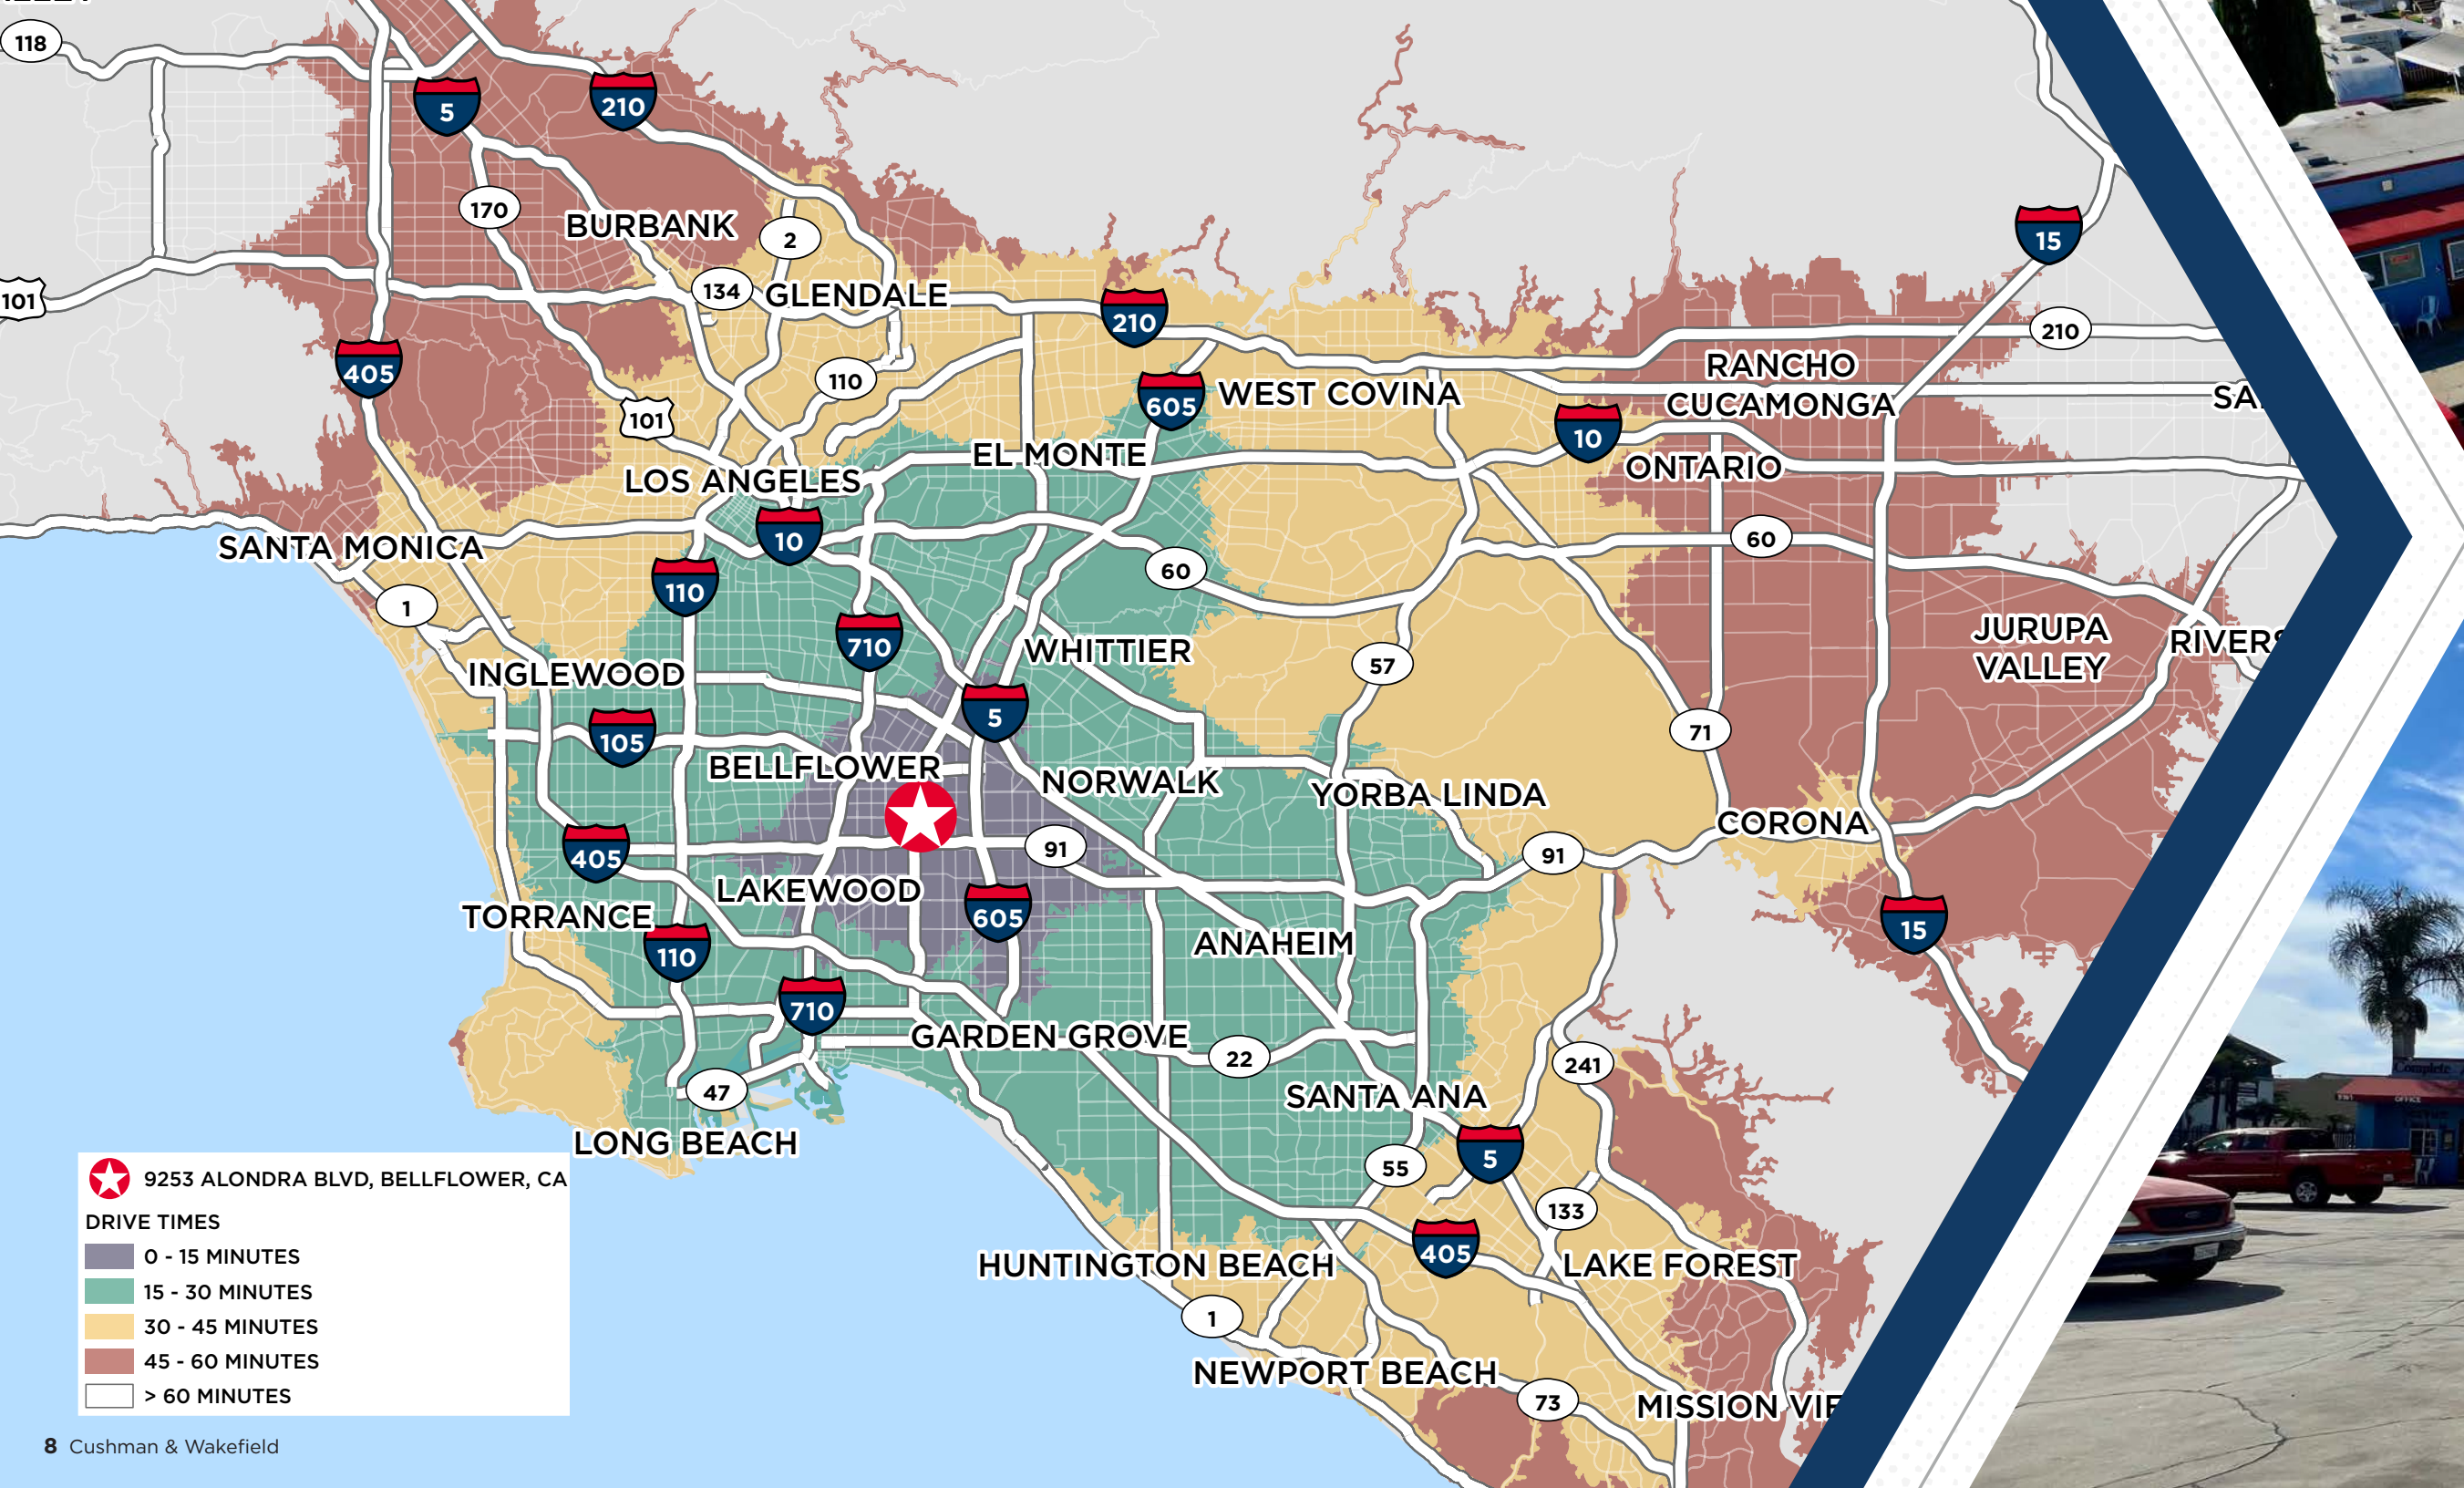 118
5
210
170
BURBANK
2
15
101
134
GLENDALE
210
210
405
110
RANCHO
CUCAMONGA
605
WEST COVINA
101
10
EL MONTE
ONTARIO
LOS ANGELES
10
60
SANTA MONICA
60
110
1
710
JURUPA
VALLEY
WHITTIER
57
INGLEWOOD
5
71
105
BELLFLOWER
NORWALK
YORBA LINDA
CORONA
405
91
91
LAKEWOOD
605
TORRANCE
15
ANAHEIM
110
710
GARDEN GROVE
22
241
47
SANTA ANA
LONG BEACH
5
55
133
405
HUNTINGTON BEACH
LAKE FOREST
1
NEWPORT BEACH
73
MISSION VIE
9253 ALONDRA BLVD, BELLFLOWER, CA
DRIVE TIMES
0 - 15 MINUTES
15 - 30 MINUTES
30 - 45 MINUTES
45 - 60 MINUTES
> 60 MINUTES
8 Cushman & Wakefield
Complete
OFFICE